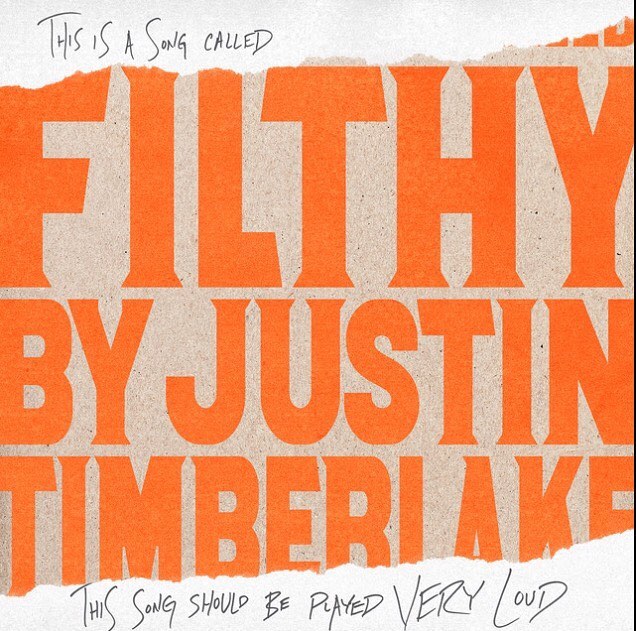 THIS IS A SONG CALLED
FILTHY
BY JUSTIN
TIMBERLAKE
THIS SONG SHOULD BE PLAYED VERY LOUD